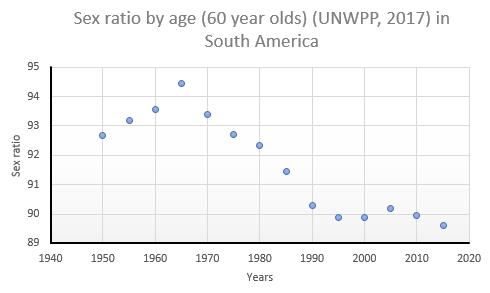 Sex ratio by age (60 year olds) (UNWPP, 2017) in
South America
95
94
93
92
91
90
89
Sex ratio
1940 1950 1960 1970 1980 1990 2000 2010 2020
Years